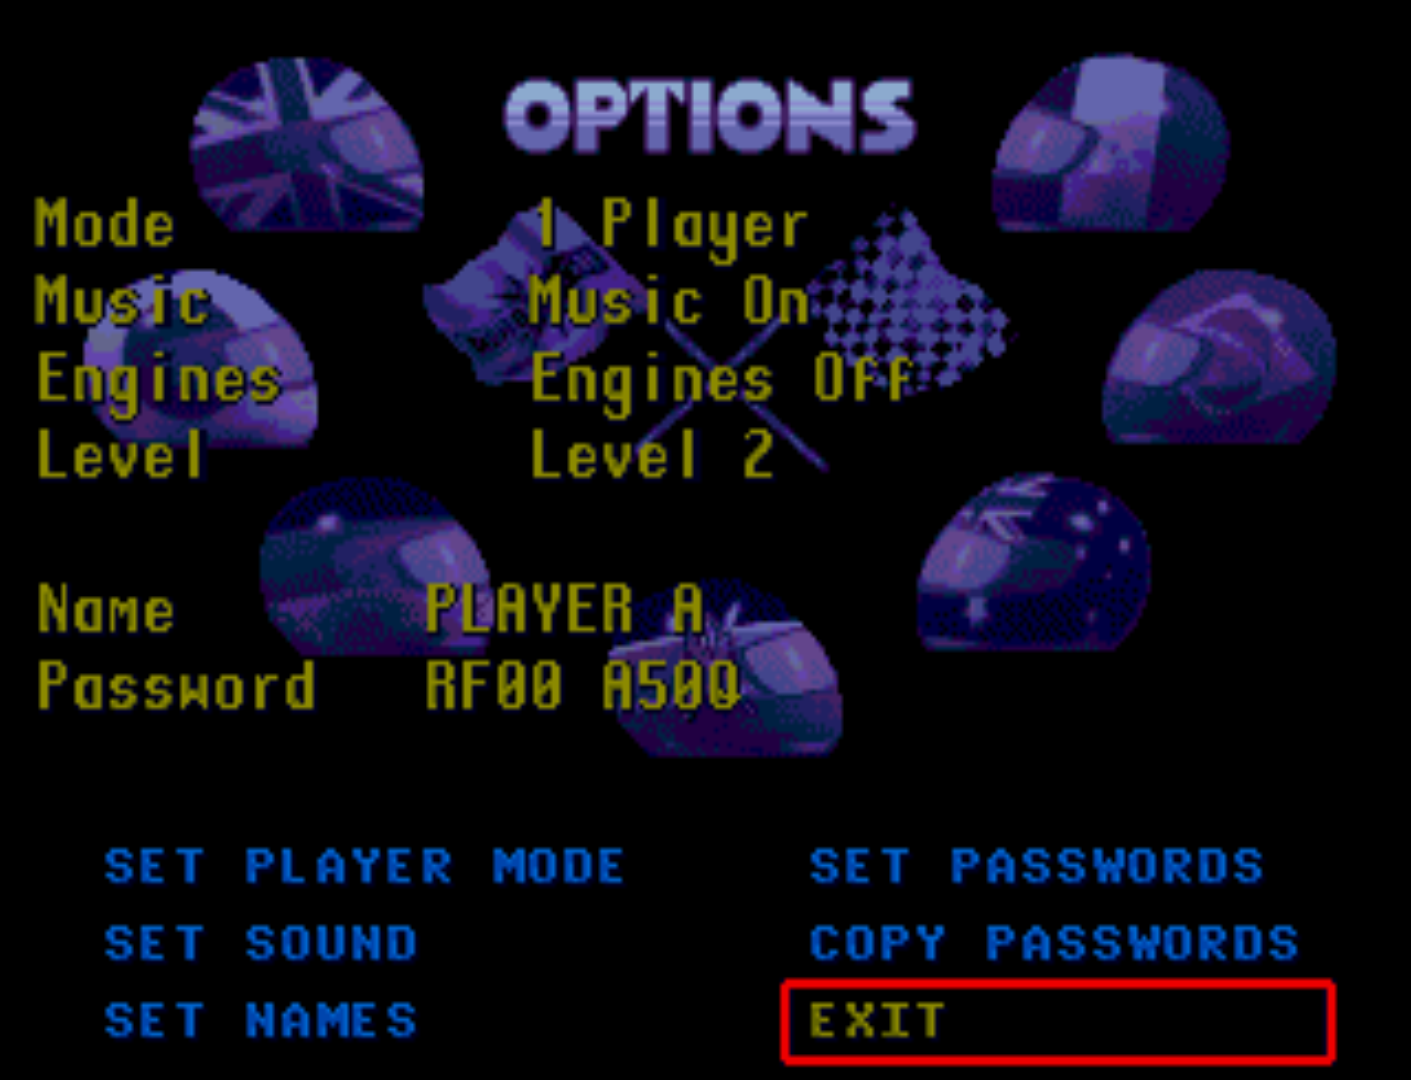 OPTIONS
Mode 1 Player
Music Music On
Engines Engines Off
Level Level 2
Name PLAYER A
Password RF00 A50Q
SET PLAYER MODE SET PASSWORDS
SET SOUND COPY PASSWORDS
SET NAMES EXIT